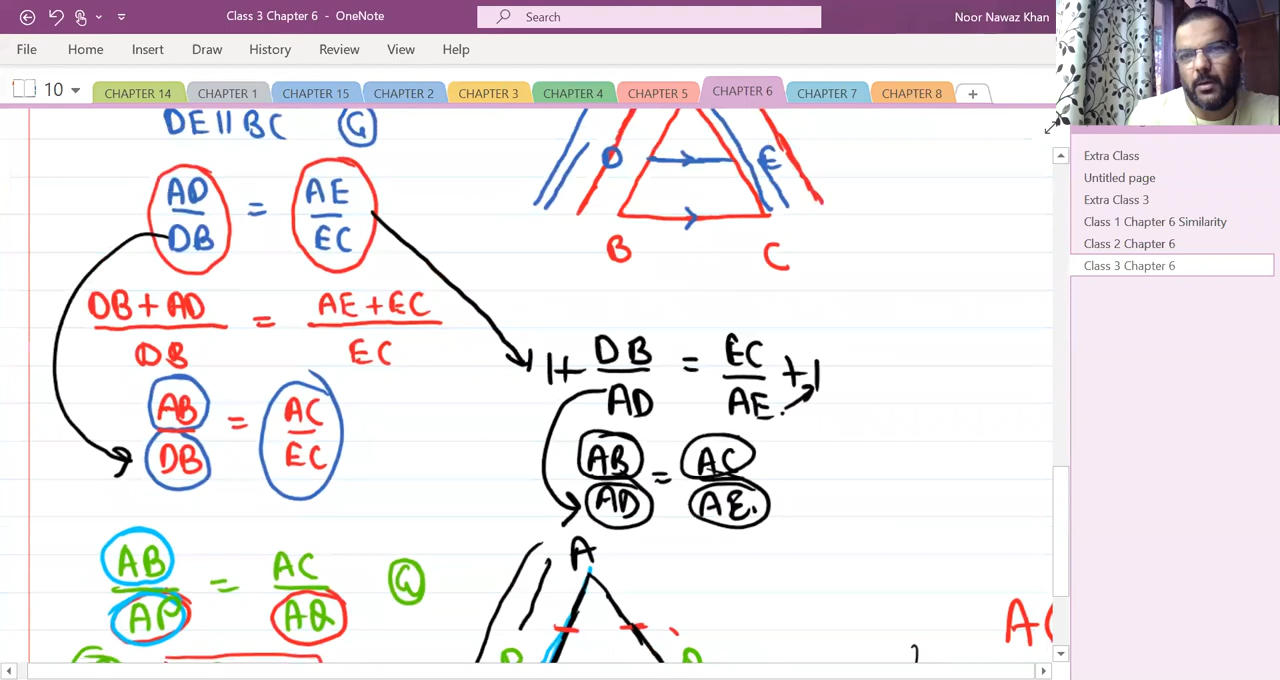 Class 3 Chapter 6 - OneNote
Search
Noor Nawaz Khan
File Home Insert Draw History Review View Help
10
CHAPTER 14 CHAPTER 1 CHAPTER 15 CHAPTER 2 CHAPTER 3 CHAPTER 4 CHAPTER 5 CHAPTER 6 CHAPTER 7 CHAPTER 8 +
Extra Class
Untitled page
Extra Class 3
Class 1 Chapter 6 Similarity
Class 2 Chapter 6
Class 3 Chapter 6
DE || BC G
AD/DB = AE/EC
DB + AD/DB = AE + EC/EC
AB/DB = AC/EC
D E
B C
1 + DB/AD = EC/AE + 1
AB/AD = AC/AE.
AB/AP = AC/AQ G
A